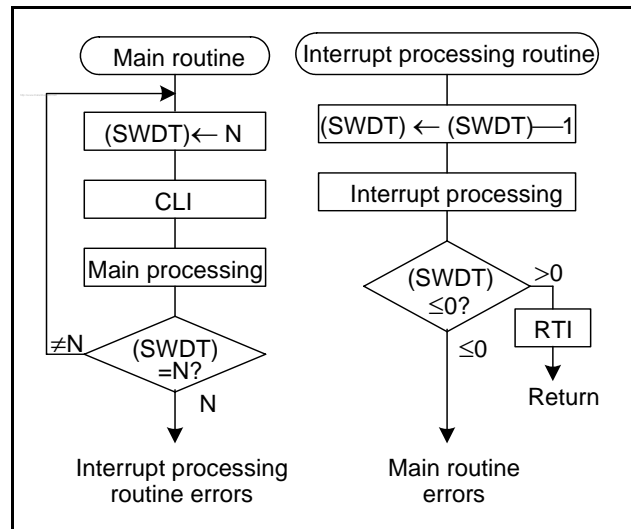 Main routine
(SWDT)← N
CLI
Main processing
≠N
(SWDT)
=N?
N
Interrupt processing
routine errors
Interrupt processing routine
(SWDT) ← (SWDT)—1
Interrupt processing
(SWDT)
≤0?
>0
≤0
RTI
Return
Main routine
errors